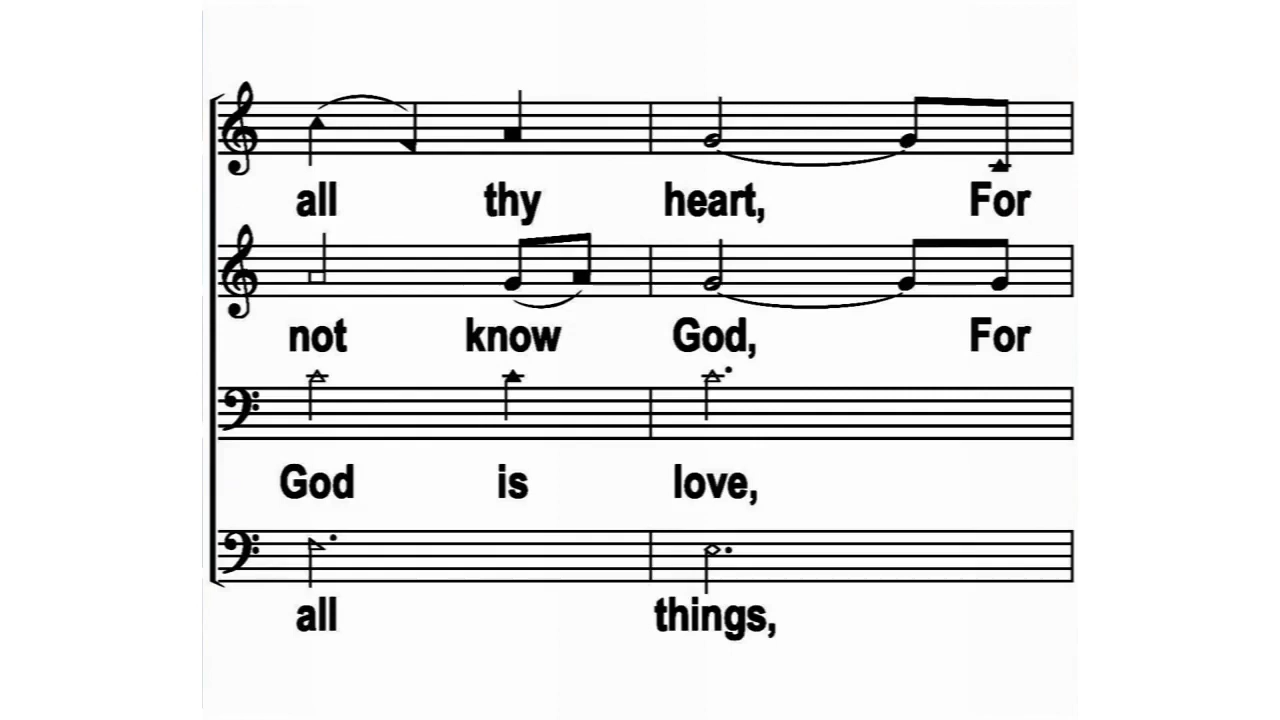 all thy heart, For
not know God, For
God is love,
all things,